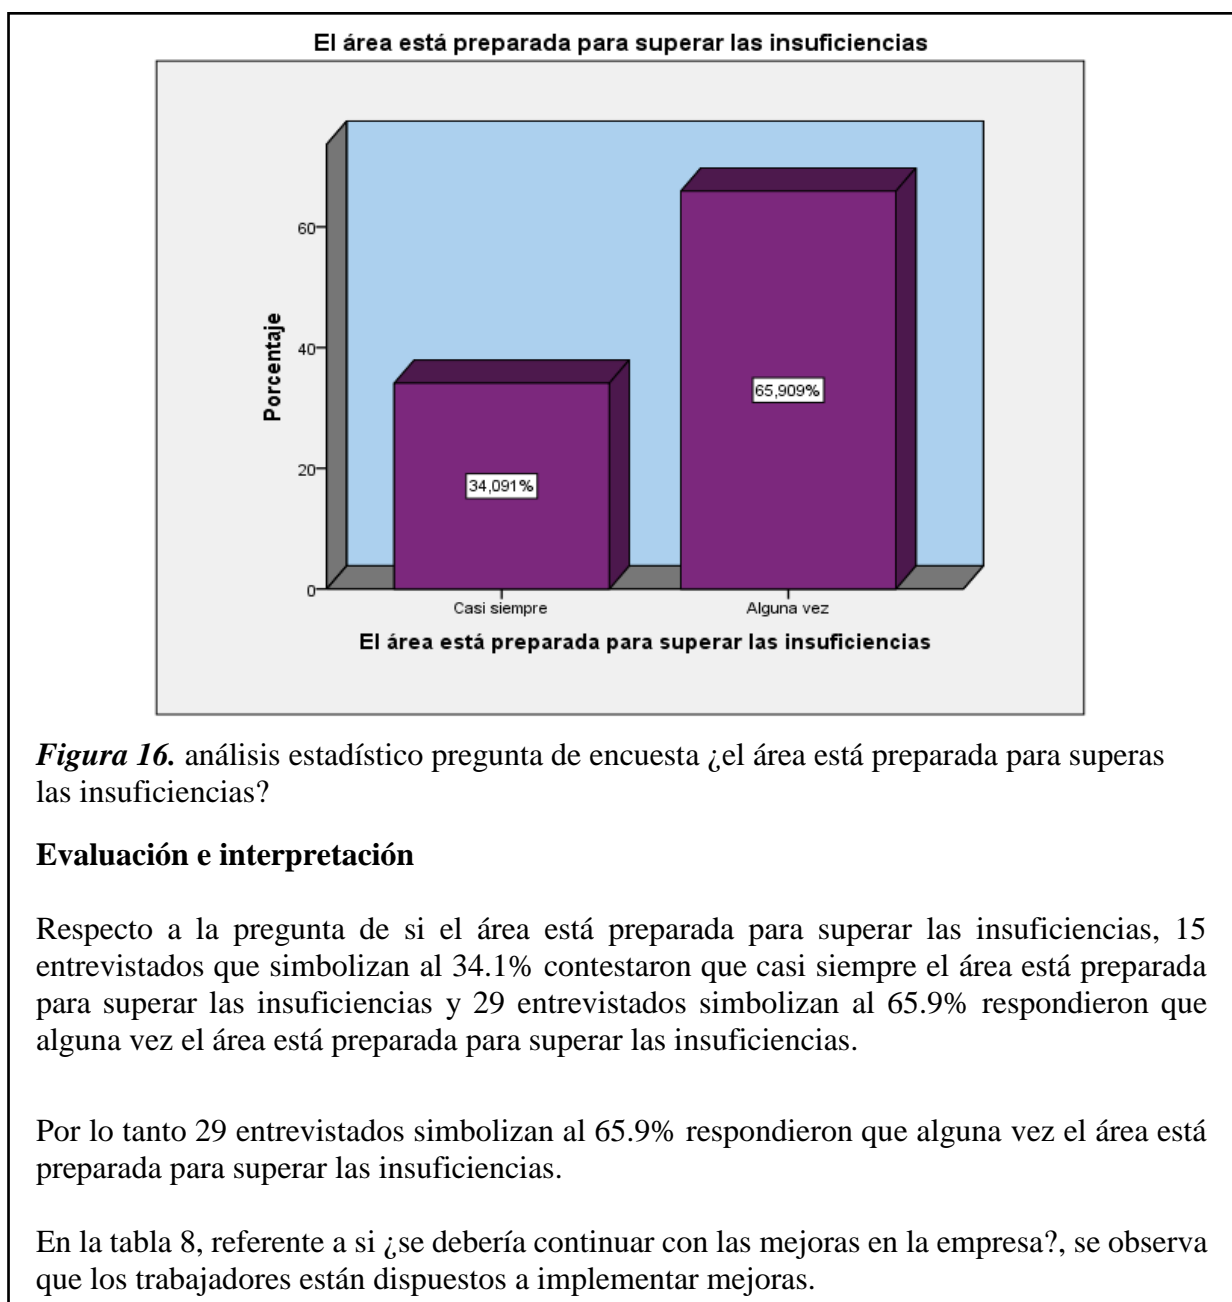 El área está preparada para superar las insuficiencias
60
40
20
0
Porcentaje
34,091%
65,909%
Casi siempre
Alguna vez
El área está preparada para superar las insuficiencias
Figura 16. análisis estadístico pregunta de encuesta ¿el área está preparada para superas
las insuficiencias?
Evaluación e interpretación
Respecto a la pregunta de si el área está preparada para superar las insuficiencias, 15
entrevistados que simbolizan al 34.1% contestaron que casi siempre el área está preparada
para superar las insuficiencias y 29 entrevistados simbolizan al 65.9% respondieron que
alguna vez el área está preparada para superar las insuficiencias.
Por lo tanto 29 entrevistados simbolizan al 65.9% respondieron que alguna vez el área está
preparada para superar las insuficiencias.
En la tabla 8, referente a si ¿se debería continuar con las mejoras en la empresa?, se observa
que los trabajadores están dispuestos a implementar mejoras.